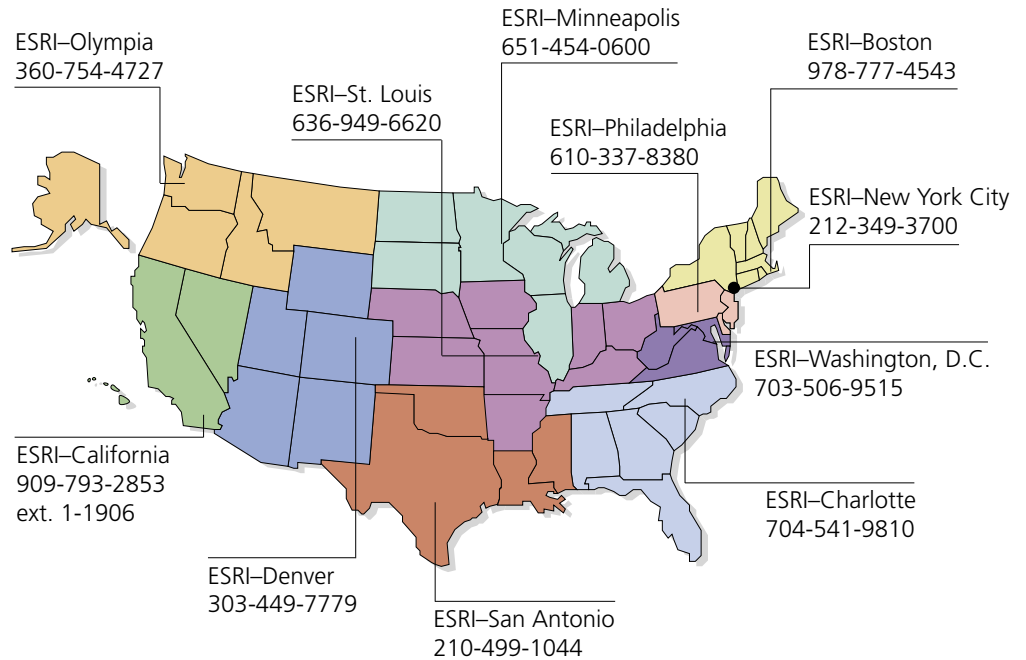 ESRI–Minneapolis
651-454-0600
ESRI–Olympia
360-754-4727
ESRI–Boston
978-777-4543
ESRI–St. Louis
636-949-6620
ESRI–Philadelphia
610-337-8380
ESRI–New York City
212-349-3700
ESRI–Washington, D.C.
703-506-9515
ESRI–California
909-793-2853
ext. 1-1906
ESRI–Charlotte
704-541-9810
ESRI–Denver
303-449-7779
ESRI–San Antonio
210-499-1044